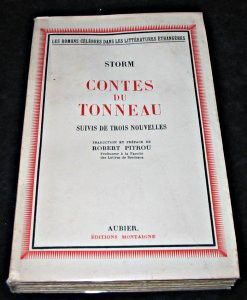 LES ROMANS CÉLÈBRES DANS LES LITTÉRATURES ÉTRANGÈRES
STORM
CONTES
DU
TONNEAU
SUIVIS DE TROIS NOUVELLES
TRADUCTION ET PRÉFACE DE
ROBERT PITROU
Professeur à la Faculté
des Lettres de Bordeaux
AUBIER
ÉDITIONS MONTAIGNE